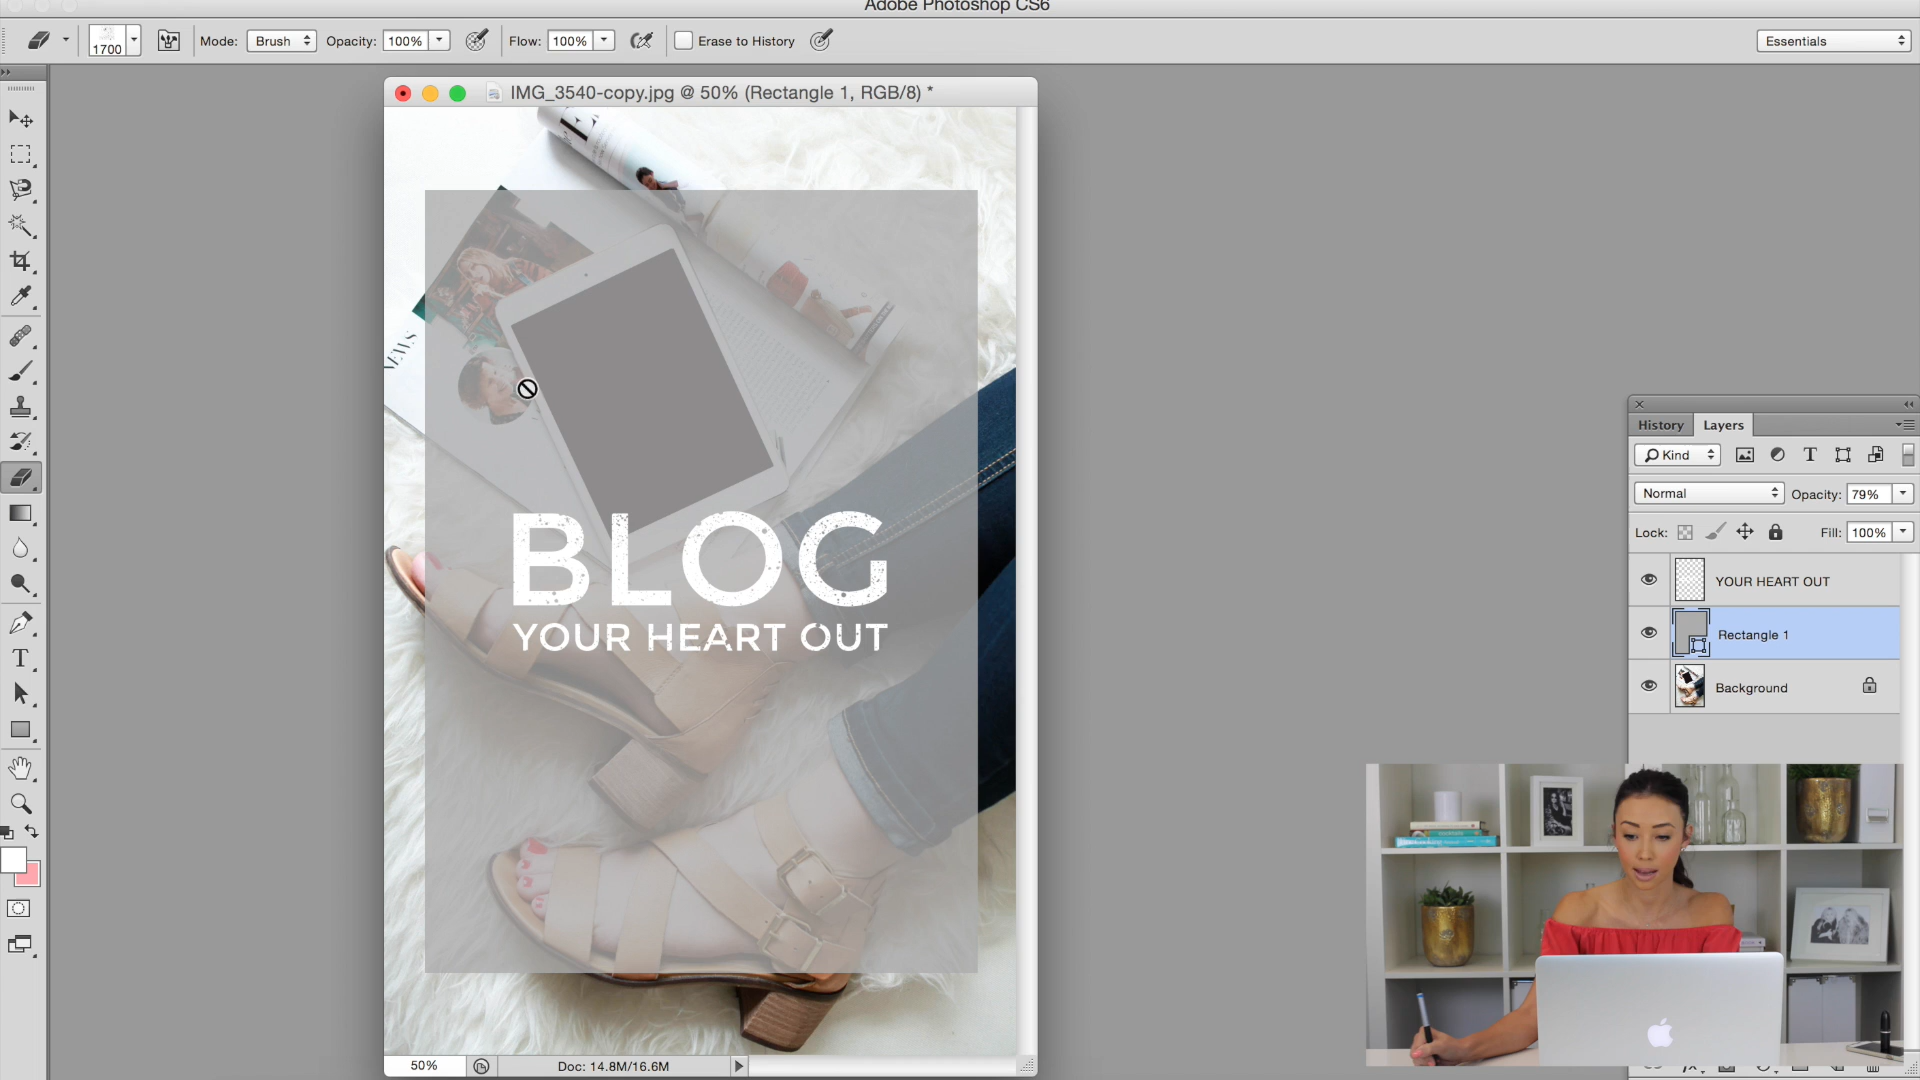 Adobe Photoshop CS6
1700
Mode: Brush Opacity: 100% Flow: 100% Erase to History
Essentials
IMG_3540-copy.jpg @ 50% (Rectangle 1, RGB/8) *
NEWS
BLOG
YOUR HEART OUT
History Layers
Kind
Normal Opacity: 79%
Lock: Fill: 100%
YOUR HEART OUT
Rectangle 1
Background
50% Doc: 14.8M/16.6M